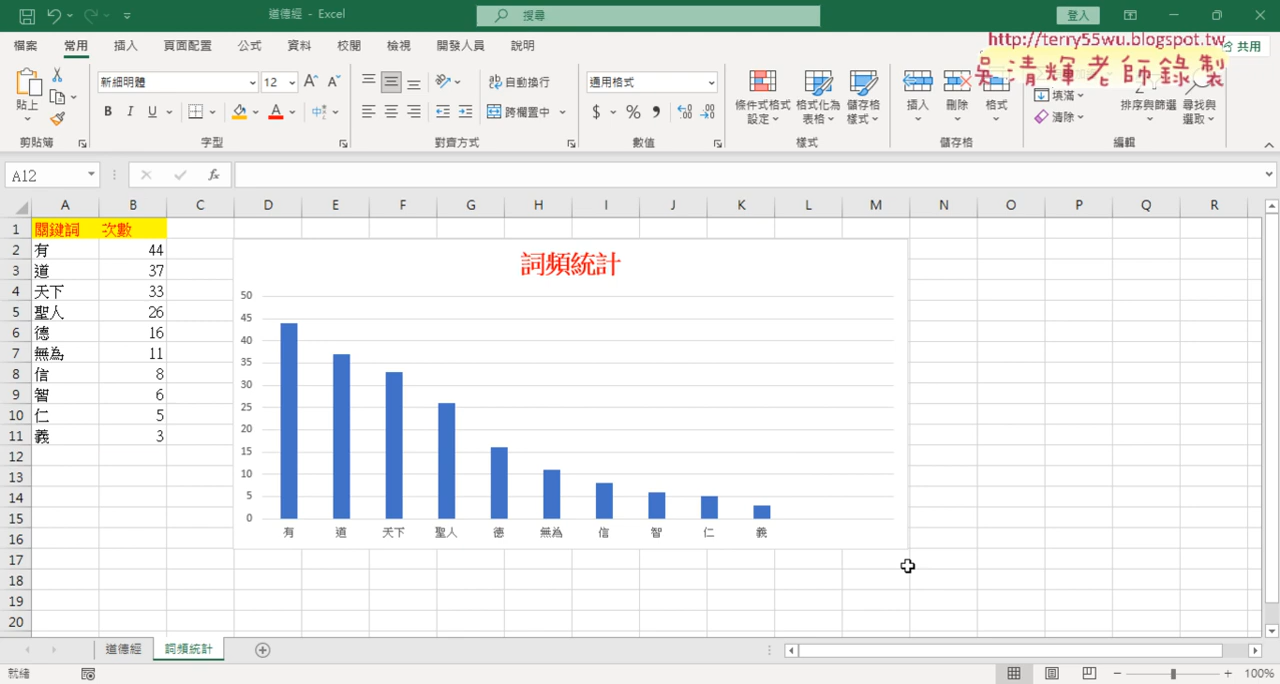 道德經 - Excel
搜尋
登入
http://terry55wu.blogspot.tw
吳清輝老師錄製
檔案 常用 插入 頁面配置 公式 資料 校閱 檢視 開發人員 說明
共用
貼上
新細明體 12
自動換行
通用格式
條件式格式設定 格式化為表格 儲存格樣式
插入 刪除 格式
填滿
清除
排序與篩選 尋找與選取
跨欄置中
剪貼簿 字型 對齊方式 數值 樣式 儲存格 編輯
A12
A B C D E F G H I J K L M N O P Q R
1 關鍵詞 次數
2 有 44
3 道 37
4 天下 33
5 聖人 26
6 德 16
7 無為 11
8 信 8
9 智 6
10 仁 5
11 義 3
12
13
14
15
16
17
18
19
20
詞頻統計
50
45
40
35
30
25
20
15
10
5
0
有 道 天下 聖人 德 無為 信 智 仁 義
道德經 詞頻統計
就緒
100%